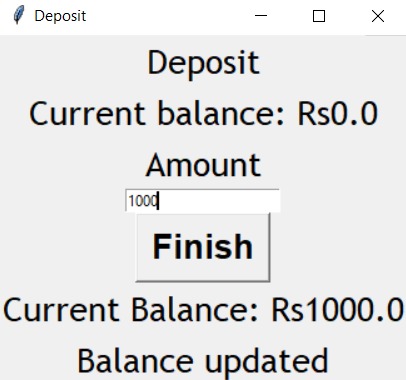 Deposit
Deposit
Current balance: Rs0.0
Amount
1000
Finish
Current Balance: Rs1000.0
Balance updated